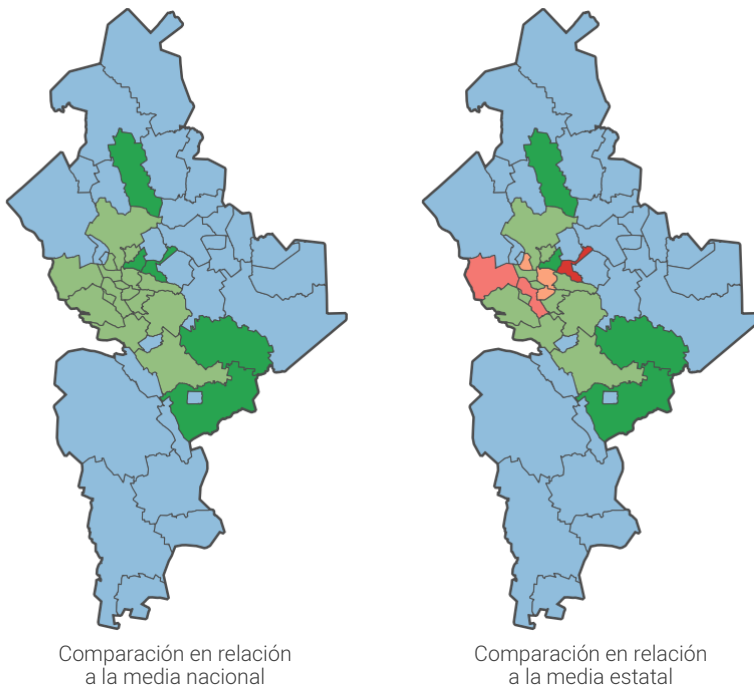 Comparación en relación
a la media nacional
Comparación en relación
a la media estatal